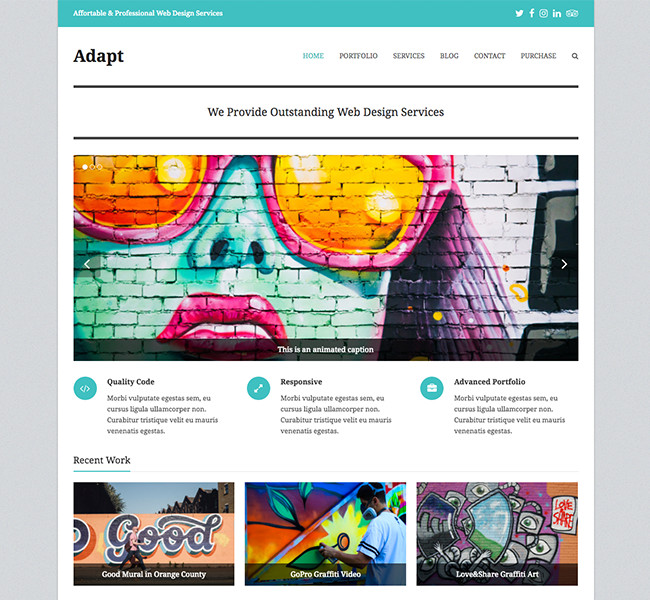 Affortable & Professional Web Design Services
Adapt
HOME PORTFOLIO SERVICES BLOG CONTACT PURCHASE
We Provide Outstanding Web Design Services
This is an animated caption
Quality Code
Morbi vulputate egestas sem, eu
cursus ligula ullamcorper non.
Curabitur tristique velit eu mauris
venenatis egestas.
Responsive
Morbi vulputate egestas sem, eu
cursus ligula ullamcorper non.
Curabitur tristique velit eu mauris
venenatis egestas.
Advanced Portfolio
Morbi vulputate egestas sem, eu
cursus ligula ullamcorper non.
Curabitur tristique velit eu mauris
venenatis egestas.
Recent Work
Good
Good Mural in Orange County
GoPro Graffiti Video
LOVE
SHARE
Love&Share Graffiti Art